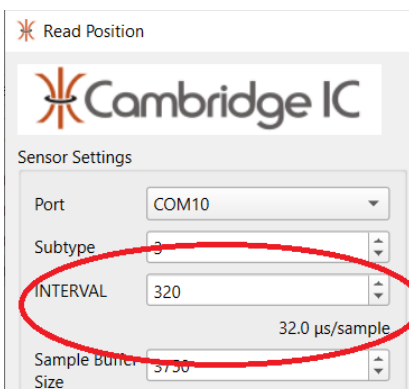 Read Position
Cambridge IC
Sensor Settings
Port COM10
Subtype 3
INTERVAL 320
32.0 µs/sample
Sample Buffer 3750
Size